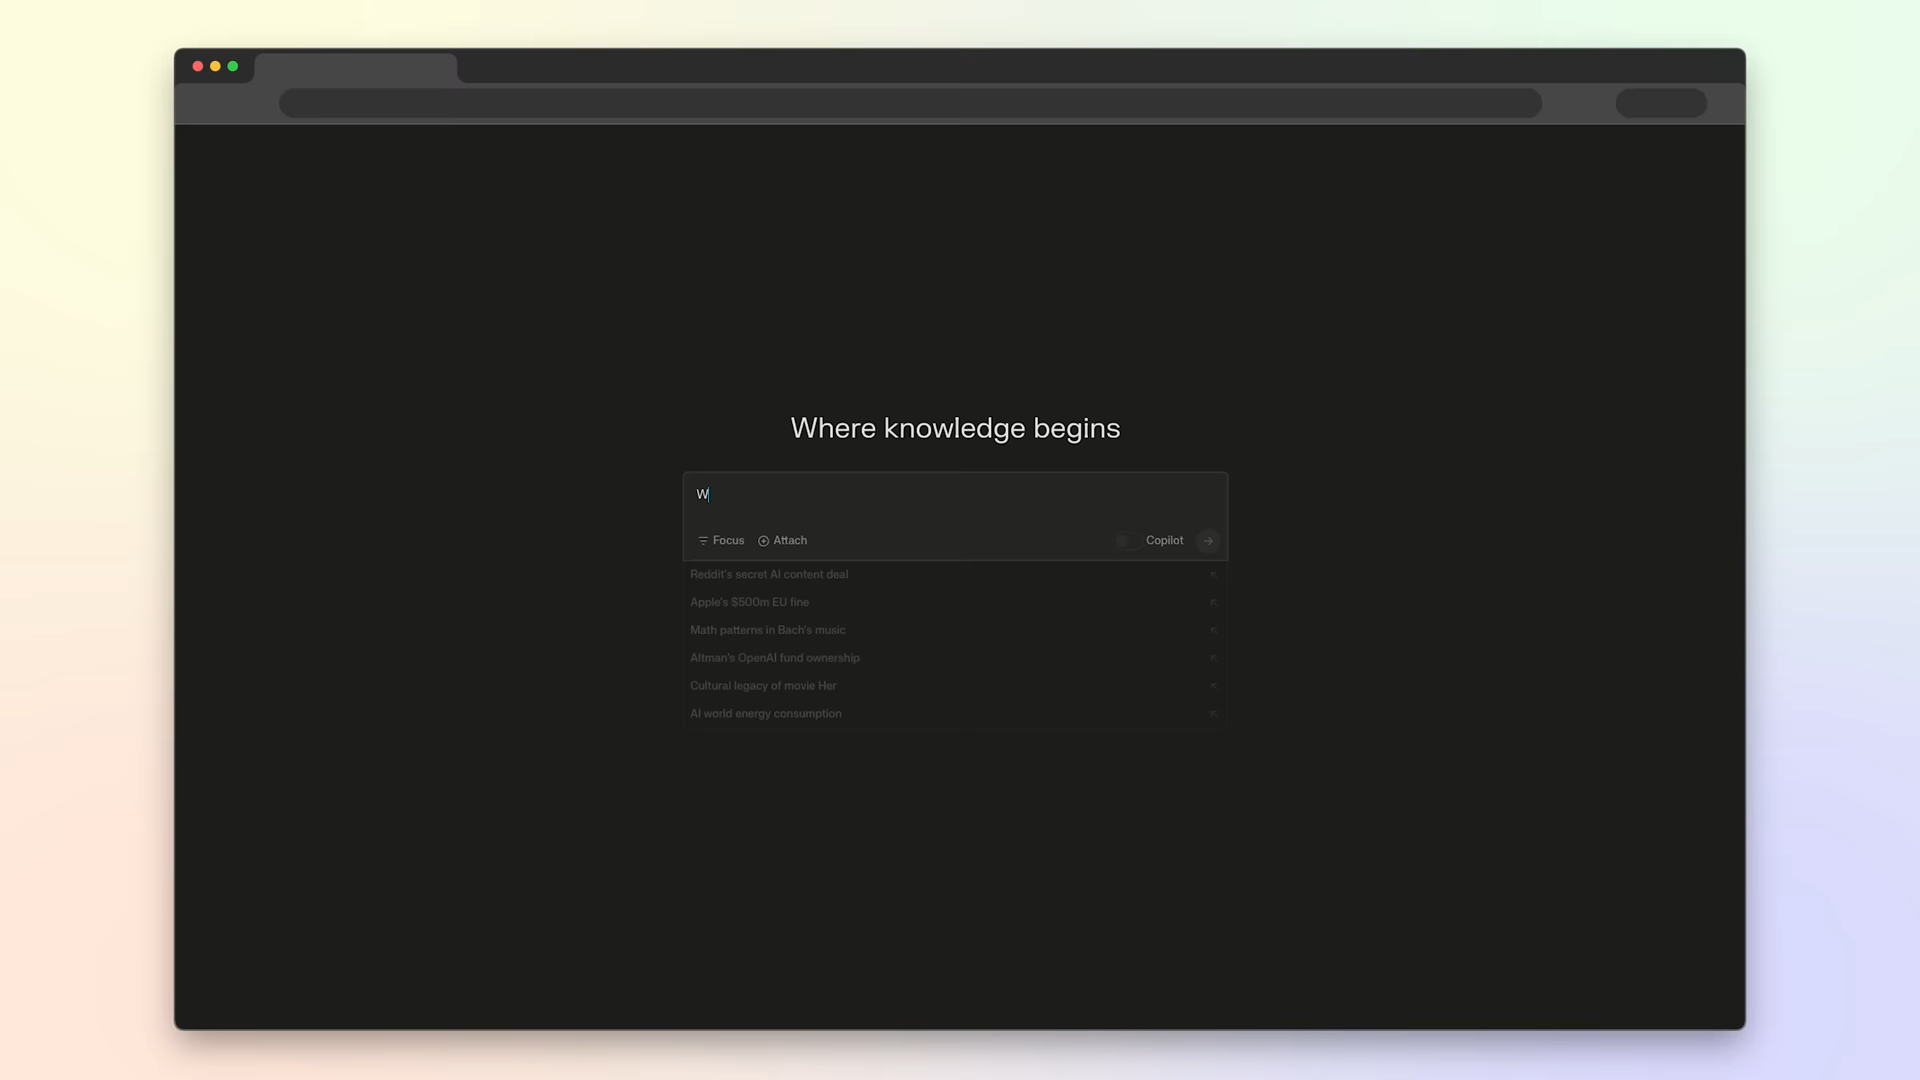 Where knowledge begins
W
Focus Attach Copilot
Reddit's secret AI content deal
Apple's $500m EU fine
Math patterns in Bach's music
Altman's OpenAI fund ownership
Cultural legacy of movie Her
AI world energy consumption